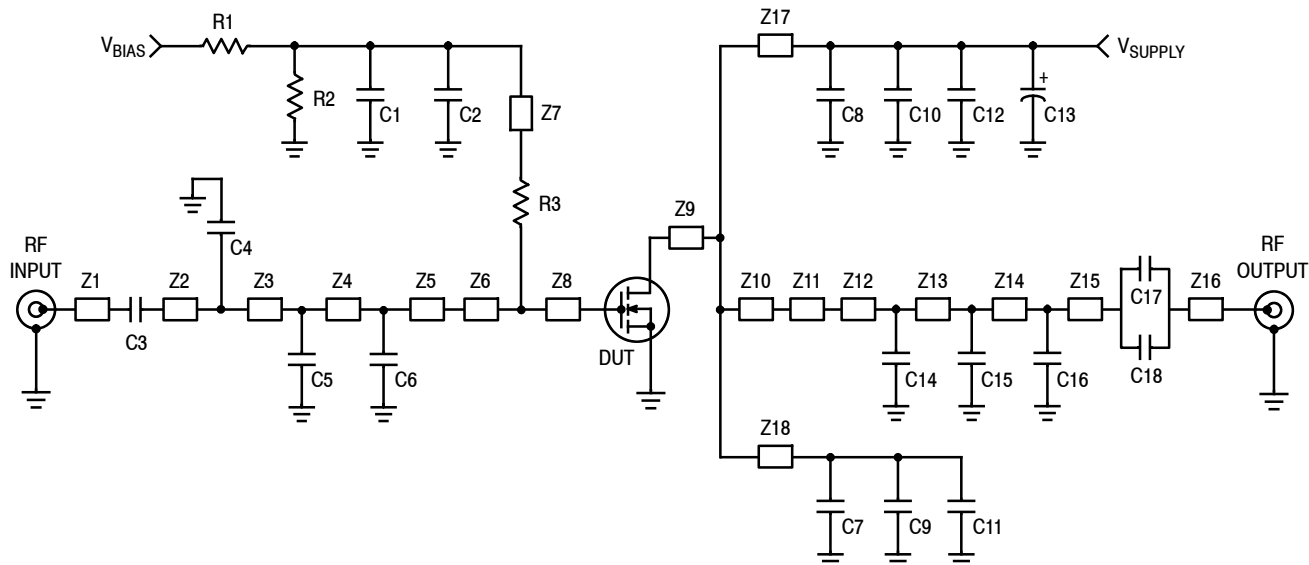 R1
V_BIAS
R2
C1
C2
Z7
R3
Z17
V_SUPPLY
C8
C10
C12
+
C13
C4
Z9
RF
INPUT
Z1
C3
Z2
Z3
Z4
Z5
Z6
Z8
C5
C6
DUT
Z10
Z11
Z12
Z13
Z14
Z15
C17
C18
Z16
RF
OUTPUT
C14
C15
C16
Z18
C7
C9
C11